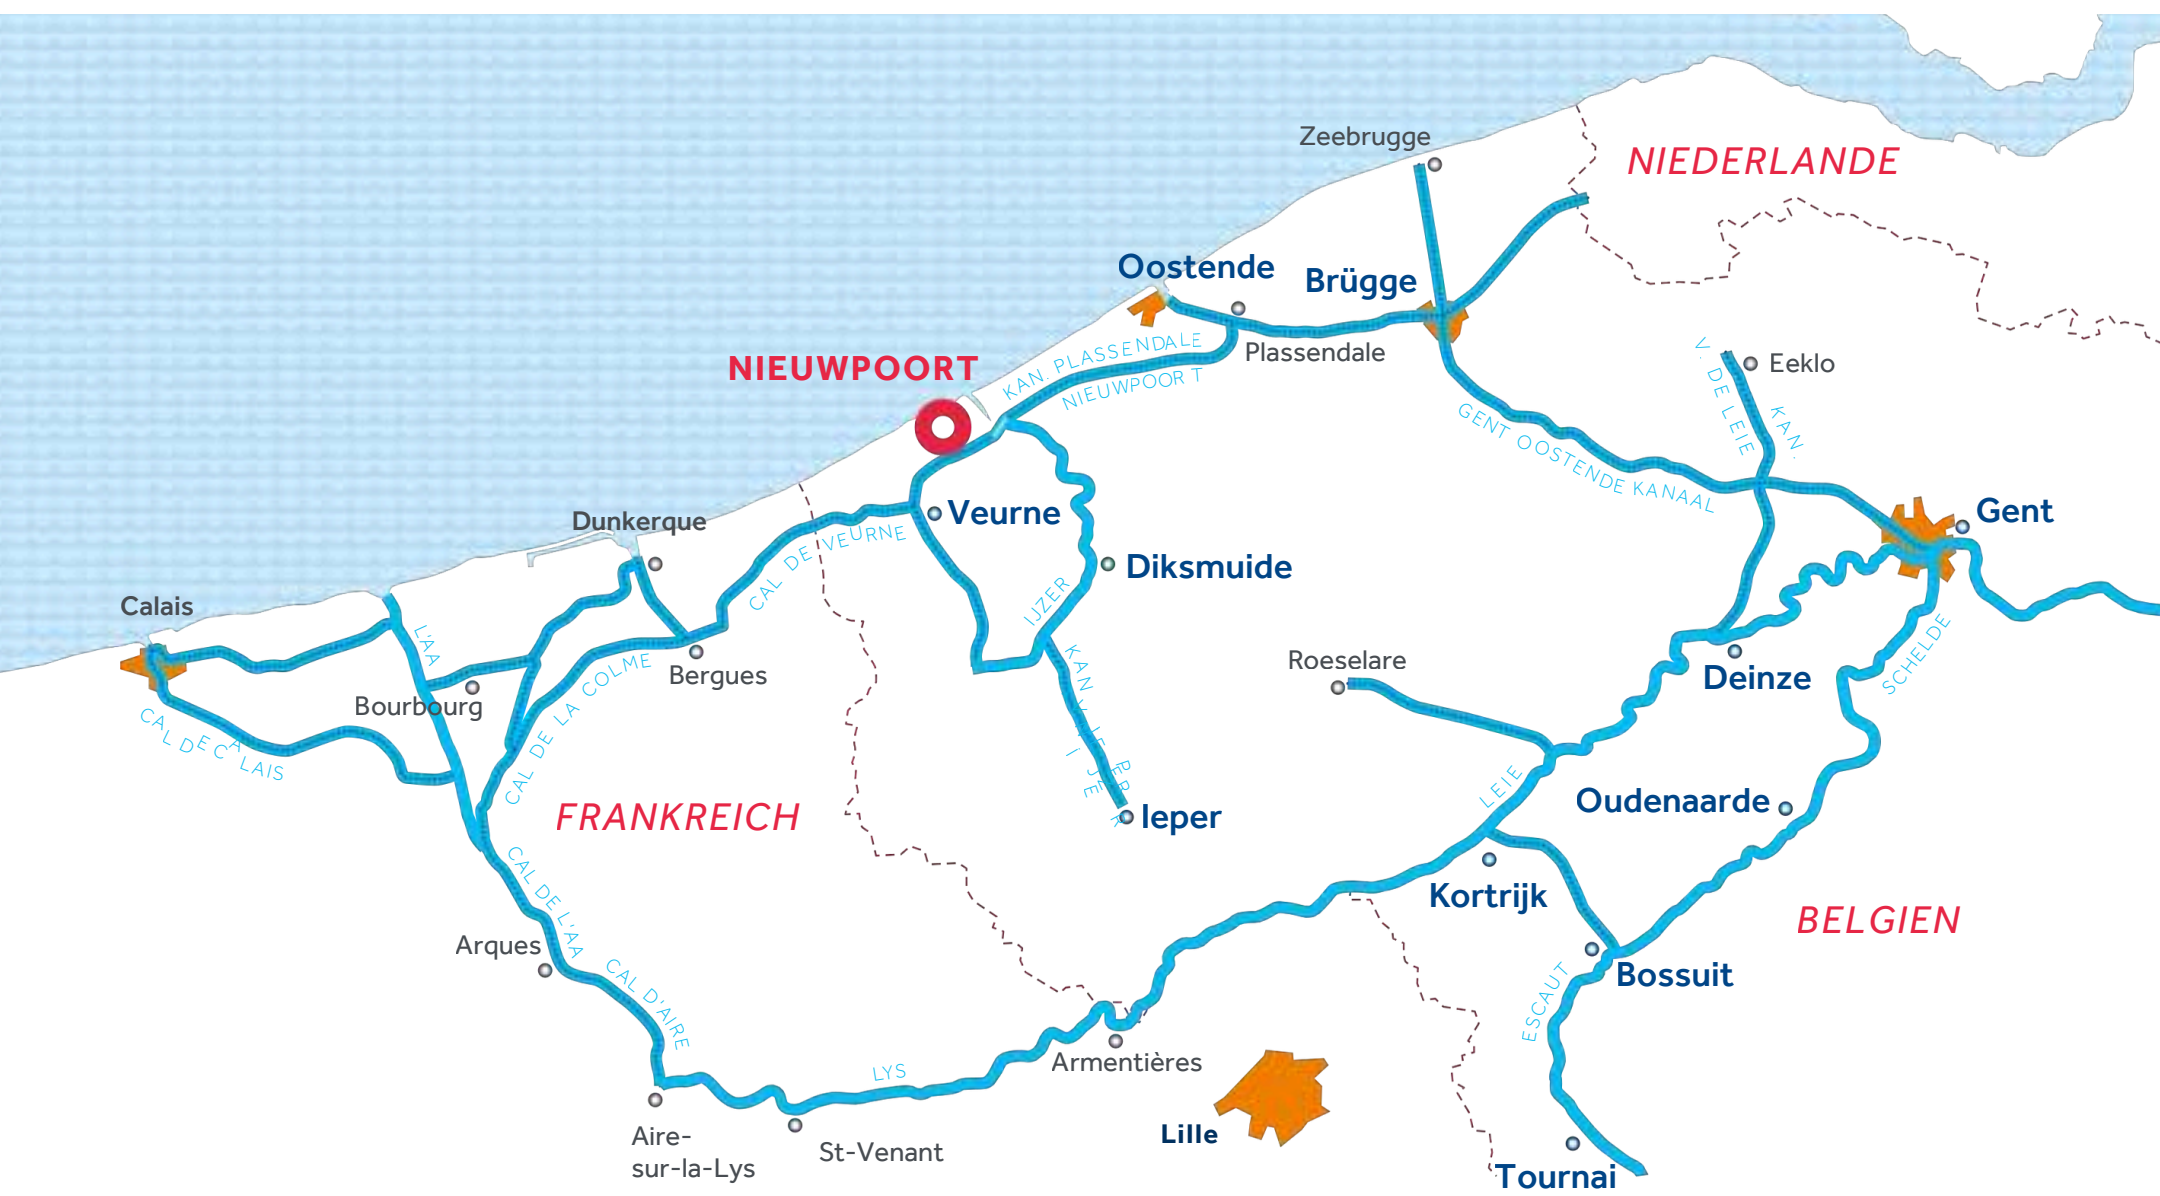 Zeebrugge
NIEDERLANDE
Oostende
Brügge
Plassendale
KAN. PLASSENDALE
NIEUWPOORT
NIEUWPOORT
Eeklo
V. DE LEIE
KAN.
GENT OOSTENDE KANAAL
Gent
Veurne
Dunkerque
CAL DE VEURNE
Diksmuide
IJZER
Calais
L'AA
SCHELDE
Bergues
Bourbourg
CAL DE LA COLME
CAL DE CALAIS
Roeselare
Deinze
KAN. IEPER
IJZER
FRANKREICH
Ieper
LEIE
Oudenaarde
Kortrijk
BELGIEN
CAL DE L'AA
Arques
CAL D'AIRE
Bossuit
ESCAUT
Armentières
LYS
Lille
Aire-
sur-la-Lys
St-Venant
Tournai